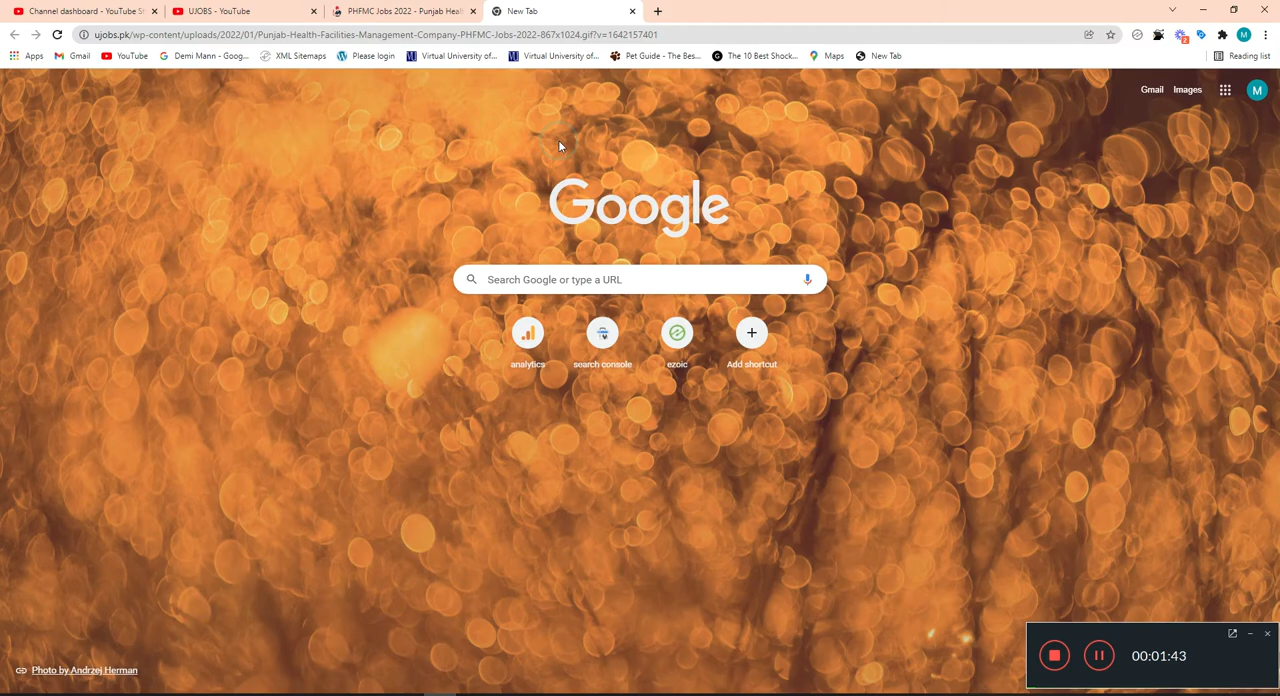 Channel dashboard - YouTube St
UJOBS - YouTube
PHFMC Jobs 2022 - Punjab Heal
New Tab
ujobs.pk/wp-content/uploads/2022/01/Punjab-Health-Facilities-Management-Company-PHFMC-Jobs-2022-867x1024.gif?v=1642157401
2
M
Apps
Gmail
YouTube
Demi Mann - Goog...
XML Sitemaps
Please login
Virtual University of...
Virtual University of...
Pet Guide - The Bes...
The 10 Best Shock...
Maps
New Tab
Reading list
Gmail
Images
M
Google
Search Google or type a URL
analytics
search console
ezoic
Add shortcut
Photo by Andrzej Herman
00:01:43